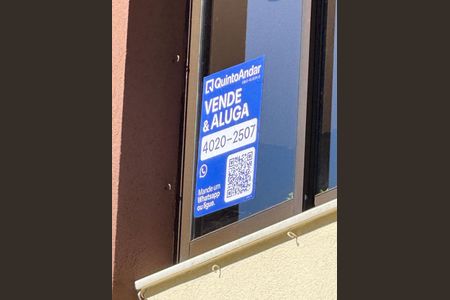 QuintoAndar
VENDE
& ALUGA
4020-2507
Mande um
Whatsapp
ou ligue.